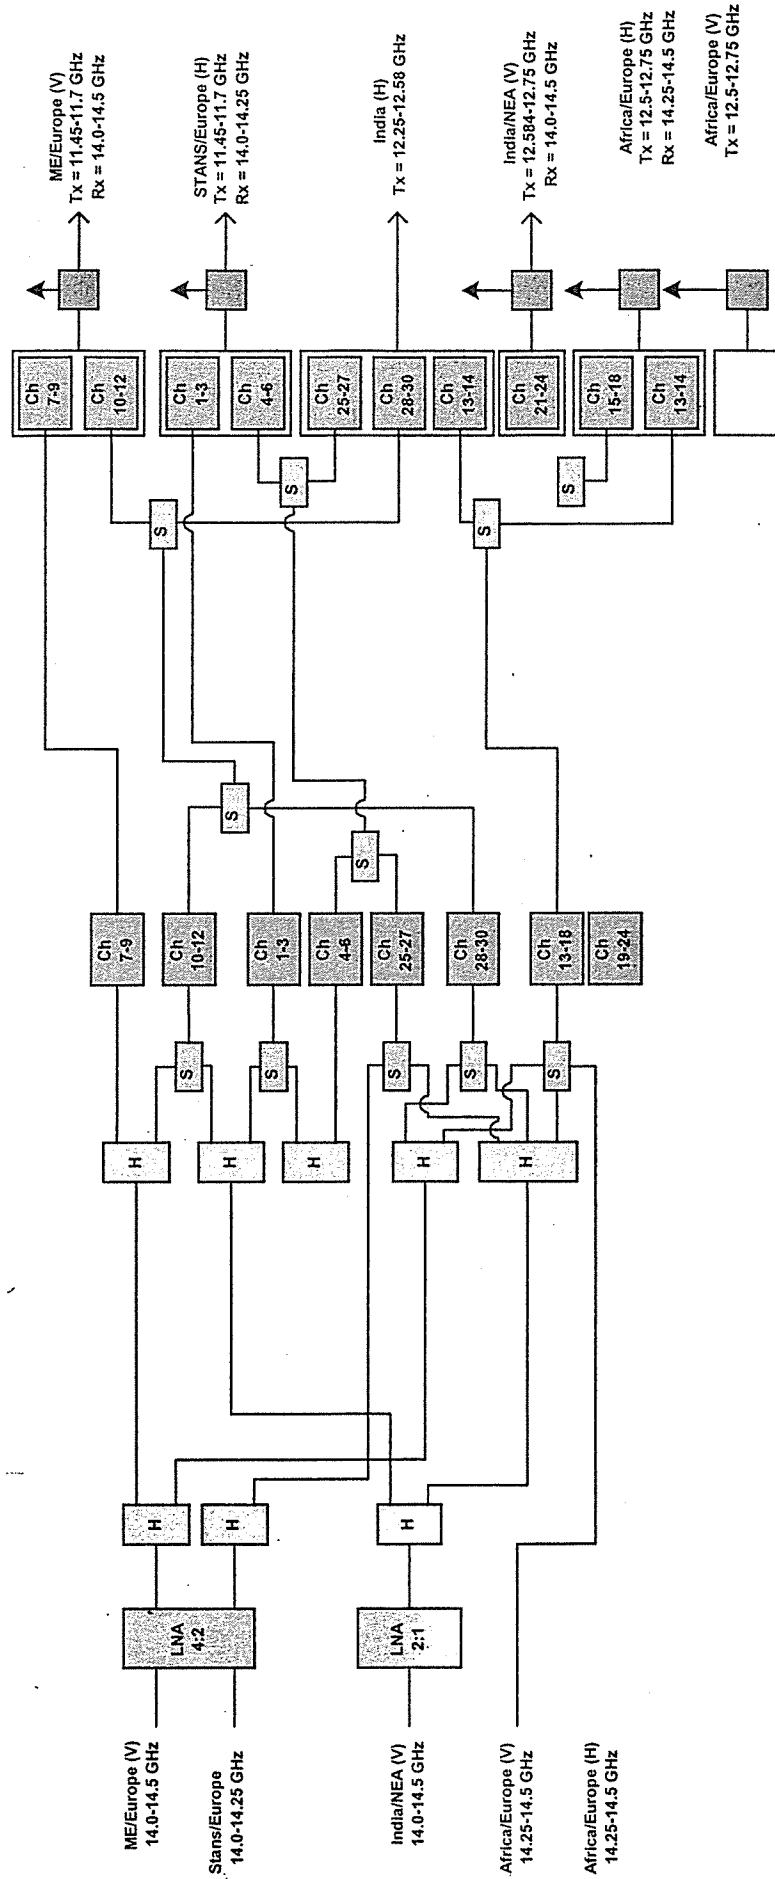 ME/Europe (V)
14.0-14.5 GHz
Stans/Europe
14.0-14.25 GHz
India/NEA (V)
14.0-14.5 GHz
Africa/Europe (V)
14.25-14.5 GHz
Africa/Europe (H)
14.25-14.5 GHz
LNA
4:2
LNA
2:1
H
H
H
H
H
H
H
H
S
S
S
S
S
Ch
7-9
Ch
10-12
Ch
1-3
Ch
4-6
Ch
25-27
Ch
28-30
Ch
13-18
Ch
19-24
S
S
S
S
S
S
Ch
7-9
Ch
10-12
Ch
1-3
Ch
4-6
Ch
25-27
Ch
28-30
Ch
13-14
Ch
21-24
Ch
15-18
Ch
13-14
ME/Europe (V)
Tx = 11.45-11.7 GHz
Rx = 14.0-14.5 GHz
STANS/Europe (H)
Tx = 11.45-11.7 GHz
Rx = 14.0-14.25 GHz
India (H)
Tx = 12.25-12.58 GHz
India/NEA (V)
Tx = 12.584-12.75 GHz
Rx = 14.0-14.5 GHz
Africa/Europe (H)
Tx = 12.5-12.75 GHz
Rx = 14.25-14.5 GHz
Africa/Europe (V)
Tx = 12.5-12.75 GHz